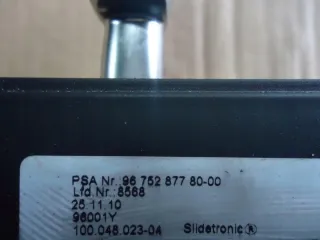 PSA Nr.:96 752 877 80-00
Lfd.Nr.:8568
25.11.10
96001Y
100.048.023-04 Slidetronic®